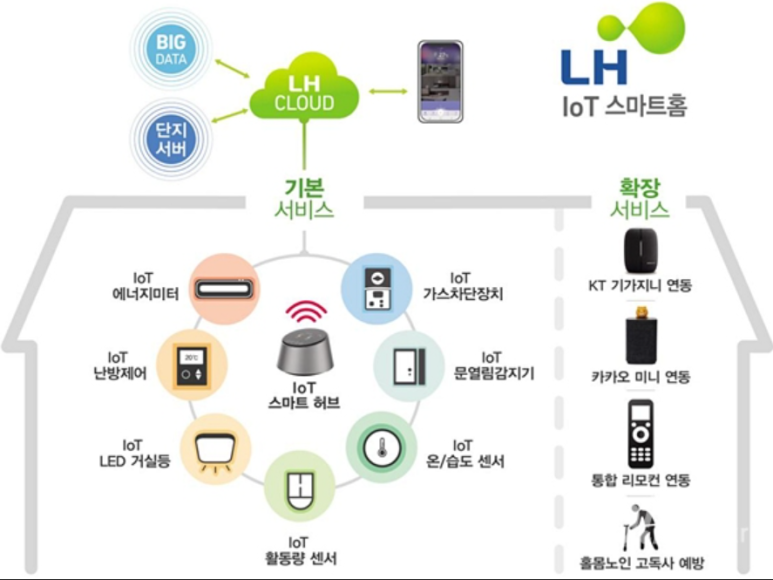 BIG
DATA
LH
CLOUD
단지
서버
LH
IoT 스마트홈
기본
서비스
확장
서비스
IoT
에너지미터
IoT
가스차단장치
IoT
난방제어
20℃
IoT
스마트 허브
IoT
문열림감지기
IoT
LED 거실등
IoT
온/습도 센서
IoT
활동량 센서
KT 기가지니 연동
카카오 미니 연동
통합 리모컨 연동
홀몸노인 고독사 예방